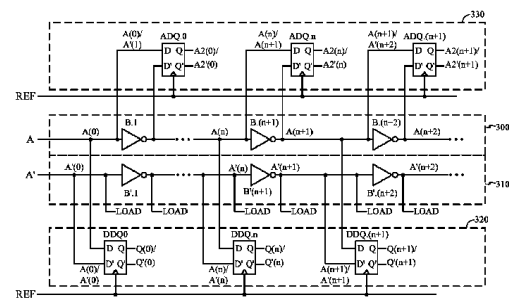 330
A(0)/ ADQ.0 A(n)/ ADQ.n A(n+1)/ ADQ.(n+1)
A'(1) A'(n+1) A'(n+2)
D Q A2(0)/ D Q A2(n)/ D Q A2(n+1)/
D' Q' A2'(0) D' Q' A2'(n) D' Q' A2'(n+1)
REF
B.1 B.(n+1) B.(n+2)
A A(0) A(n) A(n+1) A(n+2)
300
A' A'(0) A'(n) A'(n+1) A'(n+2)
310
B'.1 B'(n+1) B'.(n+2)
LOAD LOAD LOAD LOAD LOAD LOAD
320
DDQ0 DDQ.n DDQ.(n+1)
D Q Q(0)/ D Q Q(n)/ D Q Q(n+1)/
D' Q' Q'(0) D' Q' Q'(n) D' Q' Q'(n+1)
A(0)/ A(n)/ A(n+1)/
A'(0) A'(n) A'(n+1)
REF